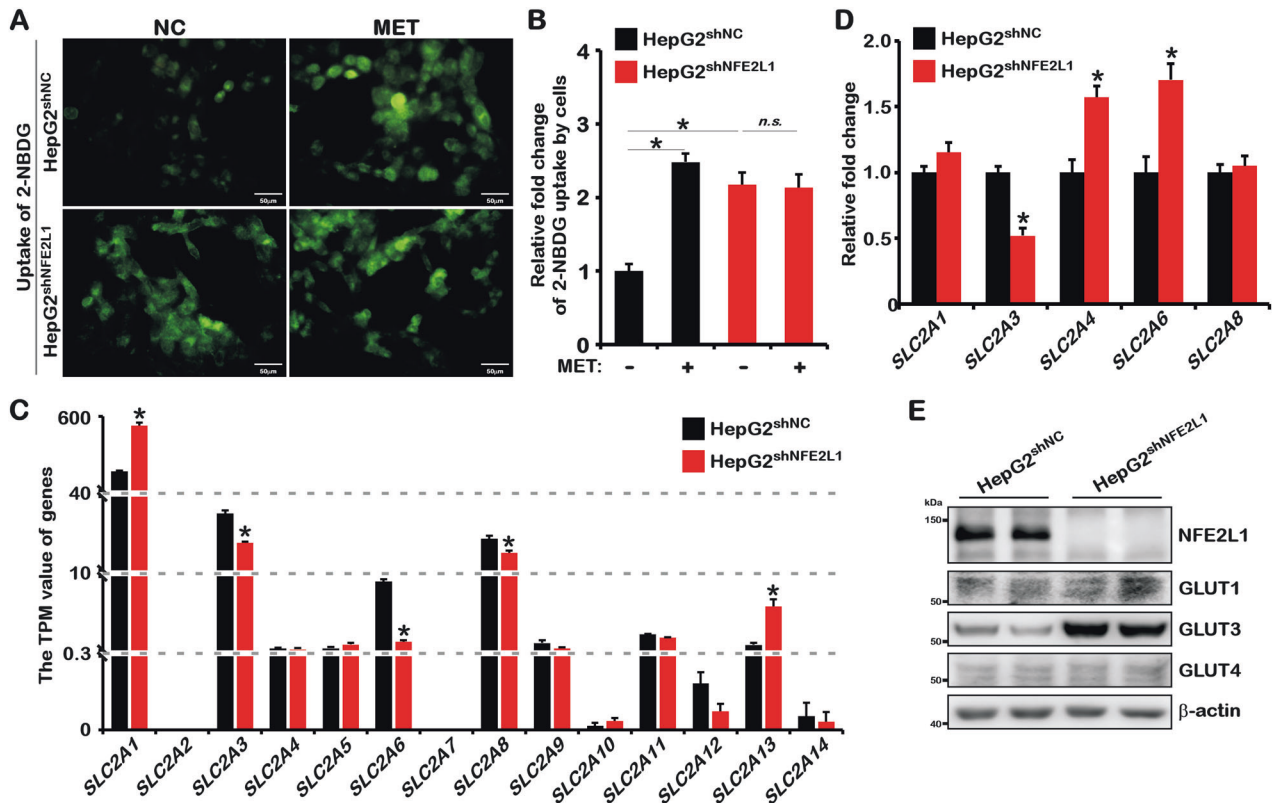 A
NC
MET
Uptake of 2-NBDG
HepG2shNC
HepG2shNFE2L1
50μm
50μm
50μm
50μm
B
HepG2shNC
HepG2shNFE2L1
Relative fold change
of 2-NBDG uptake by cells
4
3
2
1
0
*
*
n.s.
MET: - + - +
C
The TPM value of genes
600
40
10
0.3
0
HepG2shNC
HepG2shNFE2L1
* * * * *
SLC2A1
SLC2A2
SLC2A3
SLC2A4
SLC2A5
SLC2A6
SLC2A7
SLC2A8
SLC2A9
SLC2A10
SLC2A11
SLC2A12
SLC2A13
SLC2A14
D
HepG2shNC
HepG2shNFE2L1
Relative fold change
2.0
1.5
1.0
0.5
0
* * *
SLC2A1
SLC2A3
SLC2A4
SLC2A6
SLC2A8
E
HepG2shNC
HepG2shNFE2L1
kDa
150
NFE2L1
50
GLUT1
50
GLUT3
50
GLUT4
40
β-actin